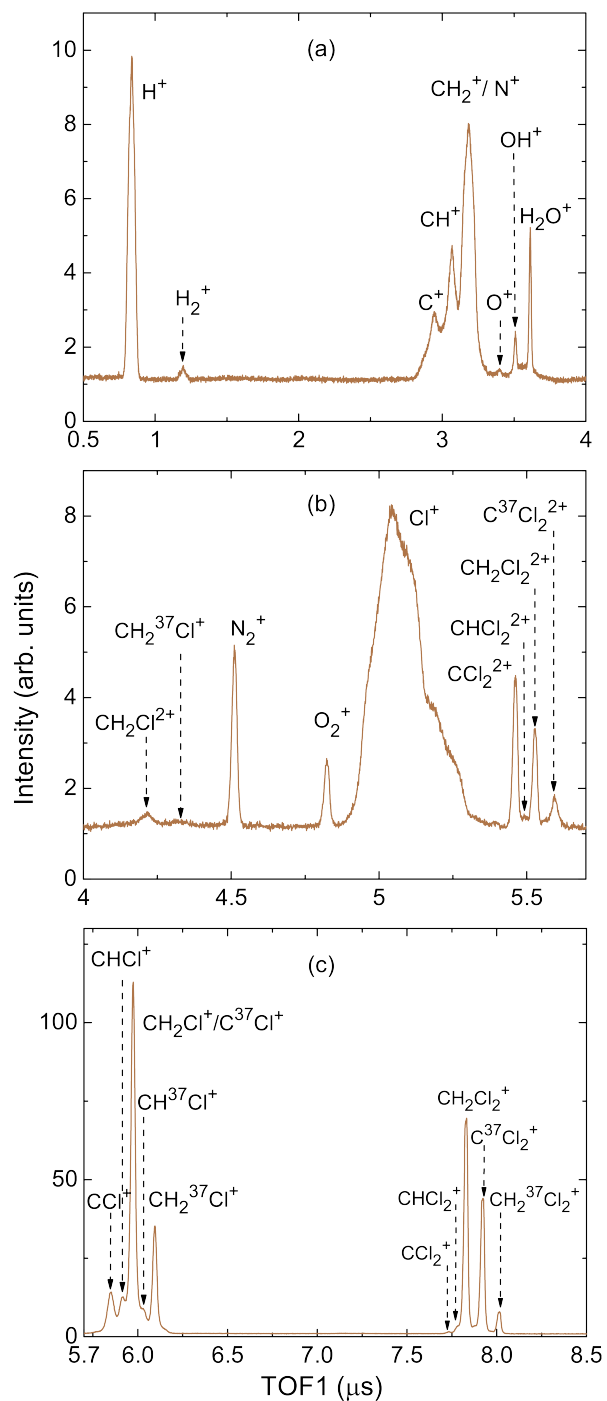 (a)
10
8
6
4
2
0
H⁺
H₂⁺
C⁺
CH⁺
CH₂⁺/ N⁺
O⁺
OH⁺
H₂O⁺
0.5 1 2 3 4
(b)
8
6
4
2
0
CH₂Cl²⁺
CH₂³⁷Cl⁺
N₂⁺
O₂⁺
Cl⁺
CCl₂²⁺
CHCl₂²⁺
CH₂Cl₂²⁺
C³⁷Cl₂²⁺
4 4.5 5 5.5
Intensity (arb. units)
(c)
100
50
0
CCl⁺
CHCl⁺
CH₂Cl⁺/C³⁷Cl⁺
CH³⁷Cl⁺
CH₂³⁷Cl⁺
CCl₂⁺
CHCl₂⁺
CH₂Cl₂⁺
C³⁷Cl₂⁺
CH₂³⁷Cl₂⁺
5.7 6.0 6.5 7.0 7.5 8.0 8.5
TOF1 (μs)